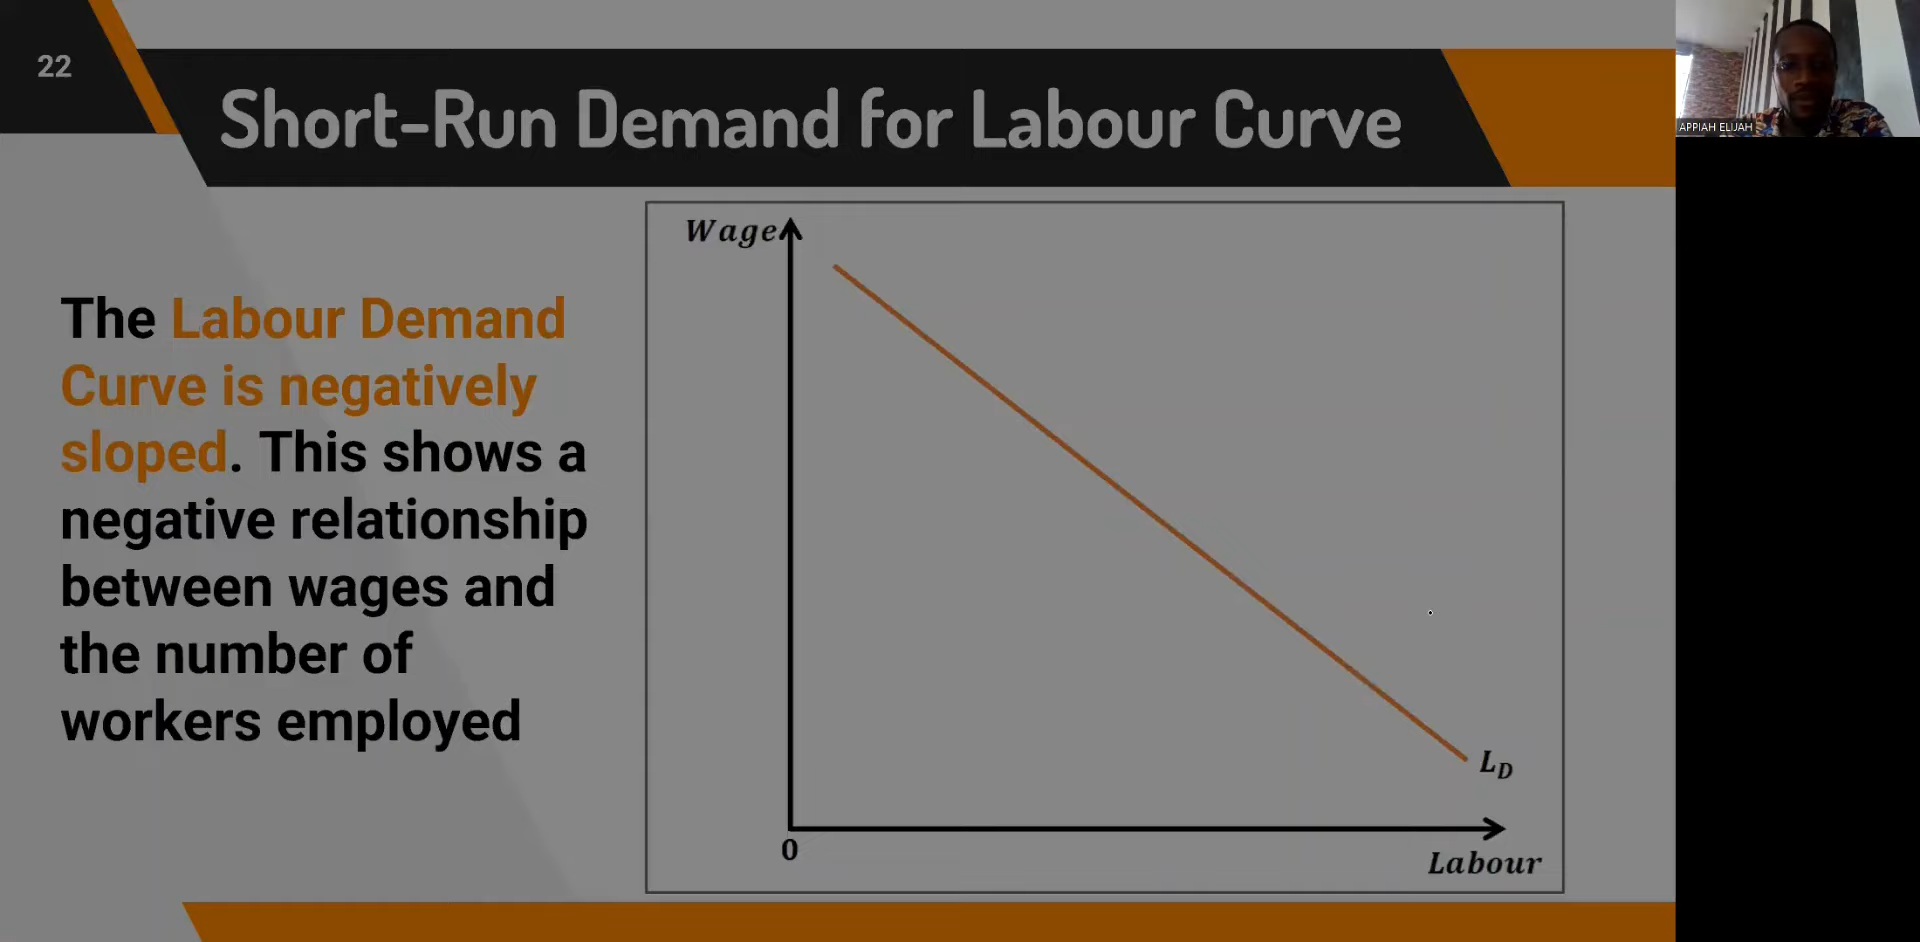 22
Short-Run Demand for Labour Curve
APPIAH ELIJAH
The Labour Demand
Curve is negatively
sloped. This shows a
negative relationship
between wages and
the number of
workers employed
Wage
L_D
0
Labour